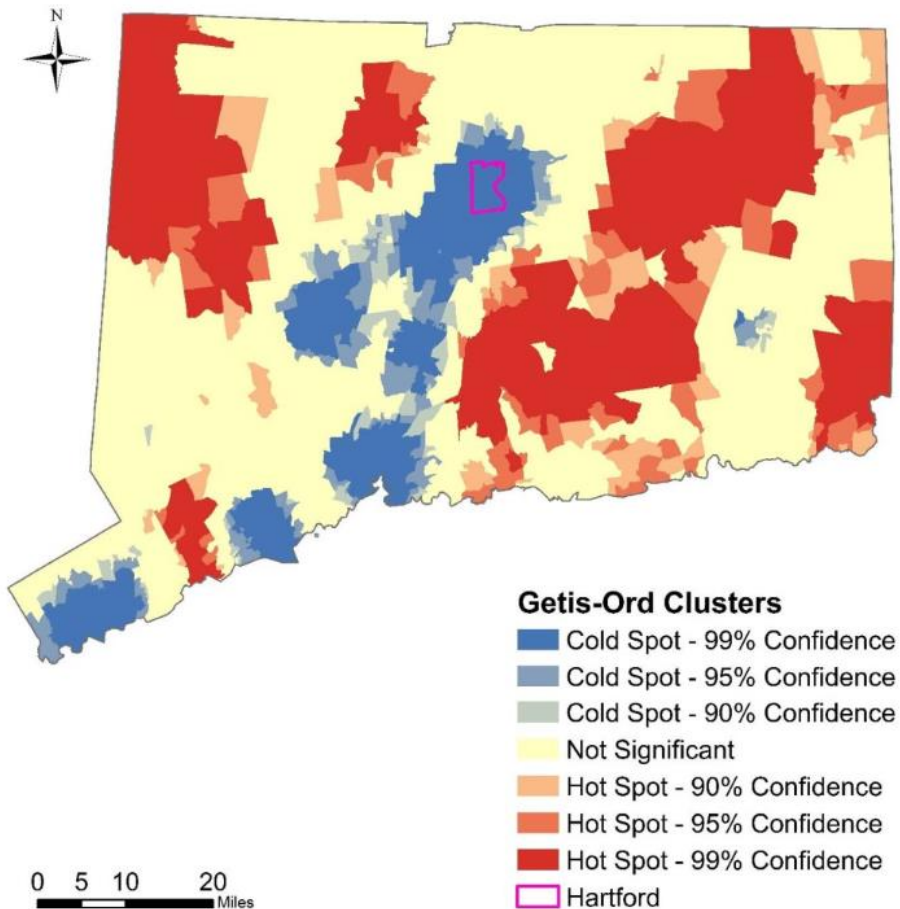 Getis-Ord Clusters
Cold Spot - 99% Confidence
Cold Spot - 95% Confidence
Cold Spot - 90% Confidence
Not Significant
Hot Spot - 90% Confidence
Hot Spot - 95% Confidence
Hot Spot - 99% Confidence
Hartford
0 5 10 20
Miles